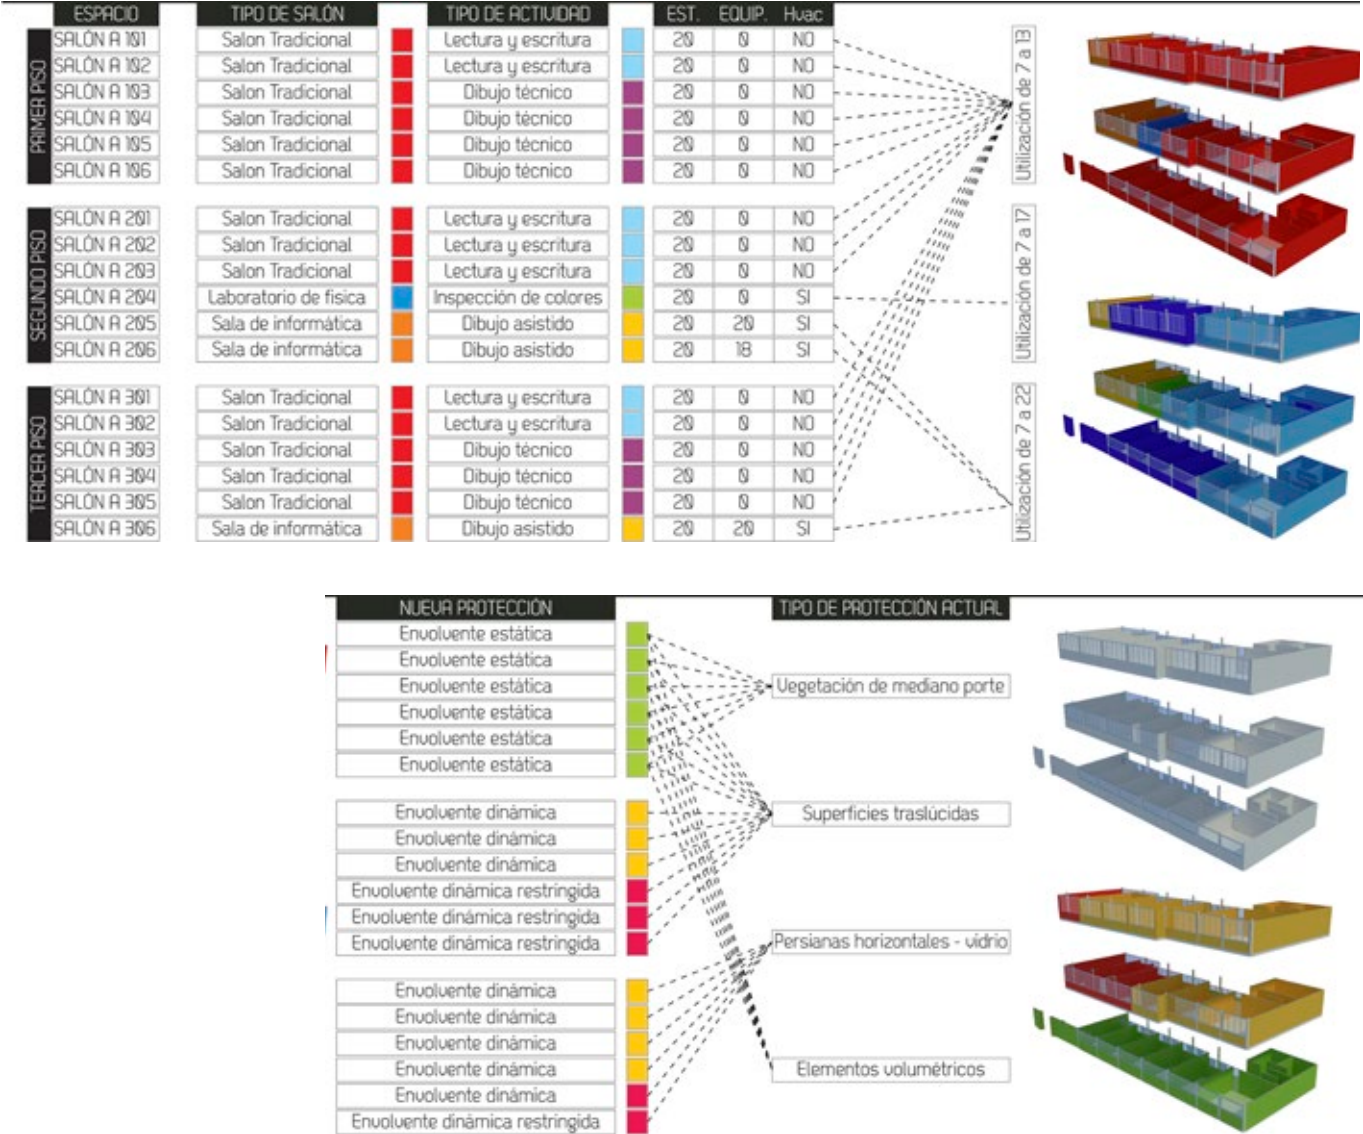 ESPACIO TIPO DE SALÓN TIPO DE ACTIVIDAD EST. EQUIP. Hvac
PRIMER PISO
SALÓN A 101 Salon Tradicional Lectura y escritura 20 0 NO
SALÓN A 102 Salon Tradicional Lectura y escritura 20 0 NO
SALÓN A 103 Salon Tradicional Dibujo técnico 20 0 NO
SALÓN A 104 Salon Tradicional Dibujo técnico 20 0 NO
SALÓN A 105 Salon Tradicional Dibujo técnico 20 0 NO
SALÓN A 106 Salon Tradicional Dibujo técnico 20 0 NO
Utilización de 7 a 13
SEGUNDO PISO
SALÓN A 201 Salon Tradicional Lectura y escritura 20 0 NO
SALÓN A 202 Salon Tradicional Lectura y escritura 20 0 NO
SALÓN A 203 Salon Tradicional Lectura y escritura 20 0 NO
SALÓN A 204 Laboratorio de fisica Inspección de colores 20 0 SI
SALÓN A 205 Sala de informática Dibujo asistido 20 20 SI
SALÓN A 206 Sala de informática Dibujo asistido 20 18 SI
Utilización de 7 a 17
TERCER PISO
SALÓN A 301 Salon Tradicional Lectura y escritura 20 0 NO
SALÓN A 302 Salon Tradicional Lectura y escritura 20 0 NO
SALÓN A 303 Salon Tradicional Dibujo técnico 20 0 NO
SALÓN A 304 Salon Tradicional Dibujo técnico 20 0 NO
SALÓN A 305 Salon Tradicional Dibujo técnico 20 0 NO
SALÓN A 306 Sala de informática Dibujo asistido 20 20 SI
Utilización de 7 a 22
NUEVA PROTECCIÓN TIPO DE PROTECCIÓN ACTUAL
Envolvente estática
Envolvente estática
Envolvente estática Vegetación de mediano porte
Envolvente estática
Envolvente estática
Envolvente estática
Envolvente dinámica Superficies traslúcidas
Envolvente dinámica
Envolvente dinámica
Envolvente dinámica restringida
Envolvente dinámica restringida
Envolvente dinámica restringida Persianas horizontales - vidrio
Envolvente dinámica
Envolvente dinámica
Envolvente dinámica
Envolvente dinámica Elementos volumétricos
Envolvente dinámica
Envolvente dinámica restringida